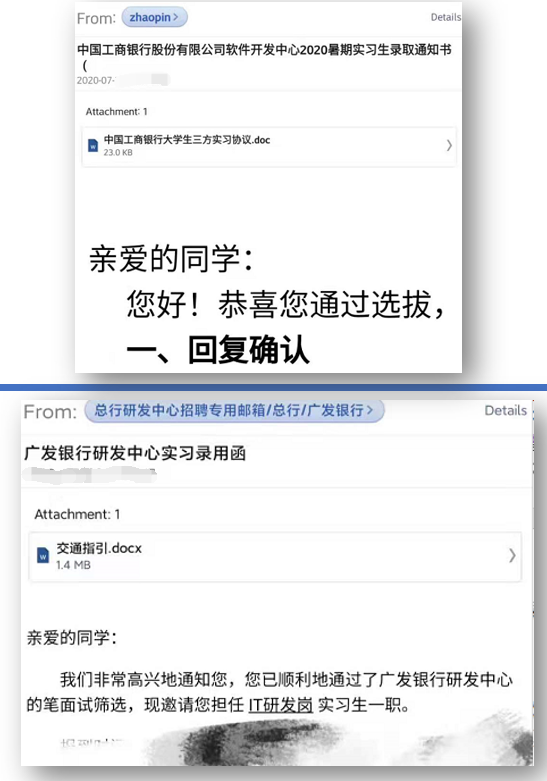 From: zhaopin >
Details
中国工商银行股份有限公司软件开发中心2020暑期实习生录取通知书
(
2020-07-
Attachment: 1
中国工商银行大学生三方实习协议.doc
23.0 KB
亲爱的同学：
您好！恭喜您通过选拔，
一、回复确认
From: 总行研发中心招聘专用邮箱/总行/广发银行 >
Details
广发银行研发中心实习录用函
Attachment: 1
交通指引.docx
1.4 MB
亲爱的同学：
我们非常高兴地通知您，您已顺利地通过了广发银行研发中心
的笔面试筛选，现邀请您担任 IT研发岗 实习生一职。